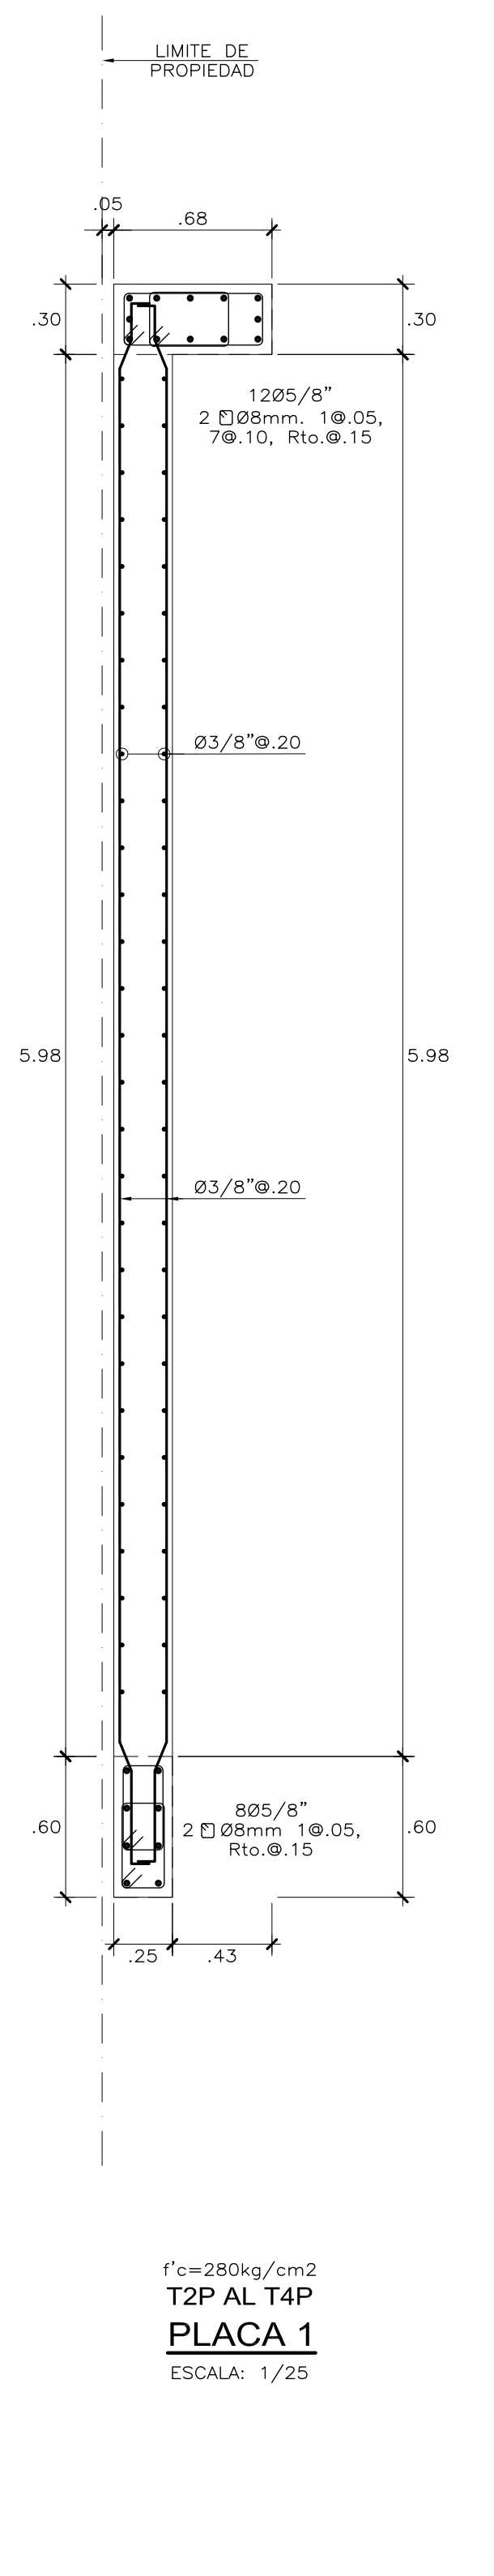 LIMITE DE
PROPIEDAD
.05
.68
.30
.30
12Ø5/8"
2 Ø8mm. 1@.05,
7@.10, Rto.@.15
Ø3/8"@.20
5.98
5.98
Ø3/8"@.20
8Ø5/8"
2 Ø8mm 1@.05,
Rto.@.15
.60
.60
.25
.43
f'c=280kg/cm2
T2P AL T4P
PLACA 1
ESCALA: 1/25